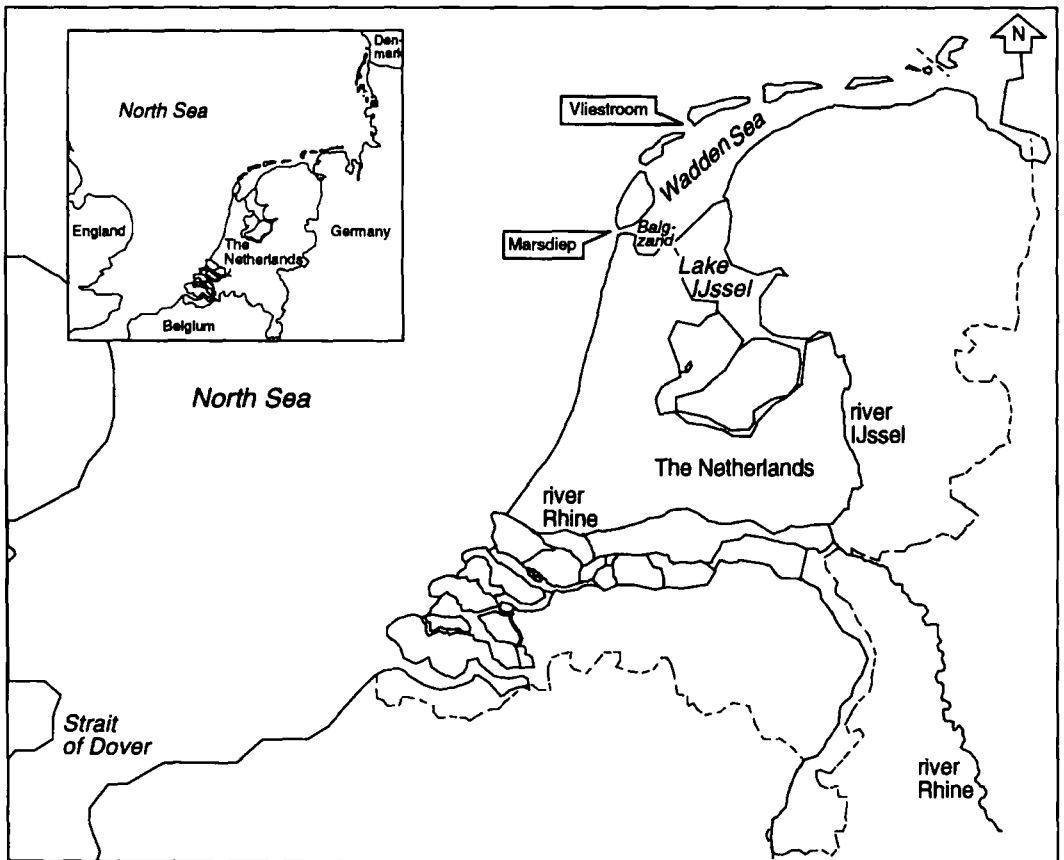 N
Den-
mark
North Sea
England
The
Netherlands
Germany
Belgium
Vliestroom
Wadden Sea
Marsdiep
Balg-
zand
Lake
IJssel
North Sea
river
IJssel
The Netherlands
river
Rhine
Strait
of Dover
river
Rhine